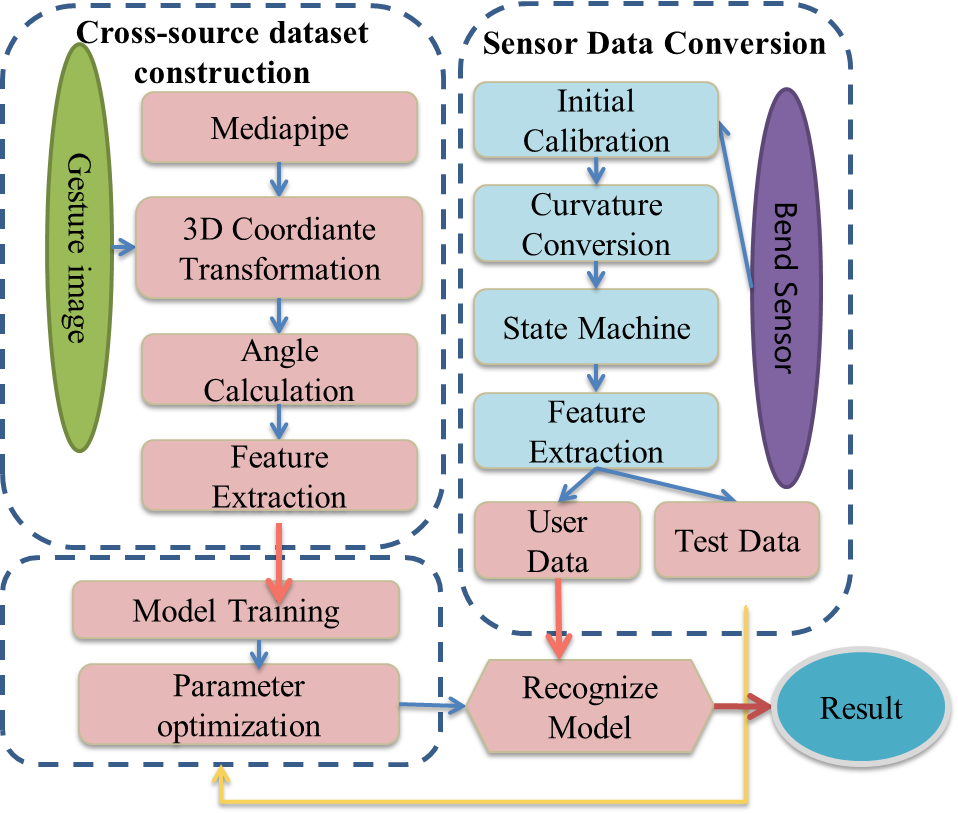 Cross-source dataset
construction
Gesture image
Mediapipe
3D Coordiante
Transformation
Angle
Calculation
Feature
Extraction
Model Training
Parameter
optimization
Sensor Data Conversion
Initial
Calibration
Curvature
Conversion
State Machine
Feature
Extraction
Bend Sensor
User
Data
Test Data
Recognize
Model
Result